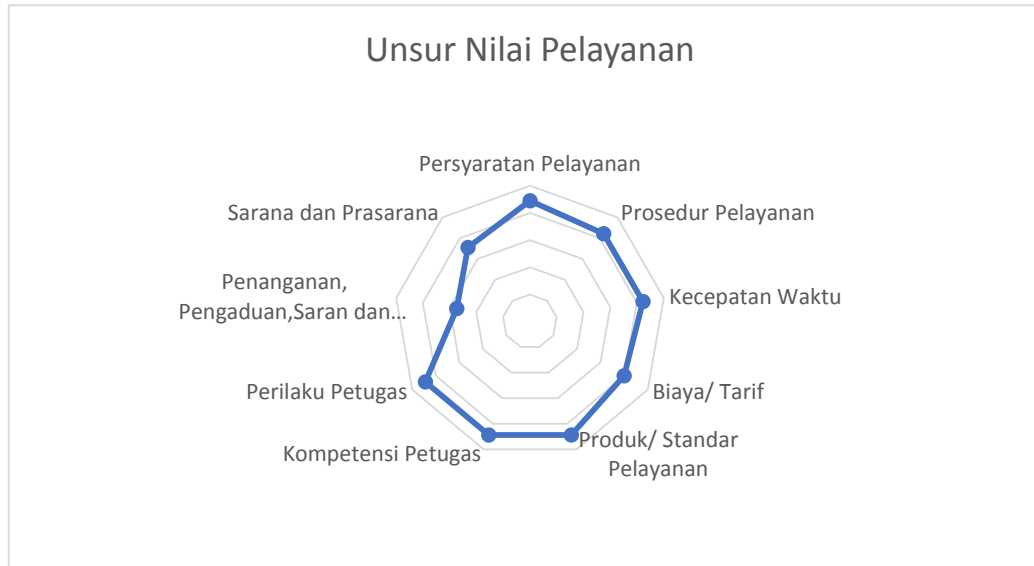 Unsur Nilai Pelayanan
Persyaratan Pelayanan
Prosedur Pelayanan
Kecepatan Waktu
Biaya/ Tarif
Produk/ Standar
Pelayanan
Kompetensi Petugas
Perilaku Petugas
Penanganan,
Pengaduan,Saran dan...
Sarana dan Prasarana